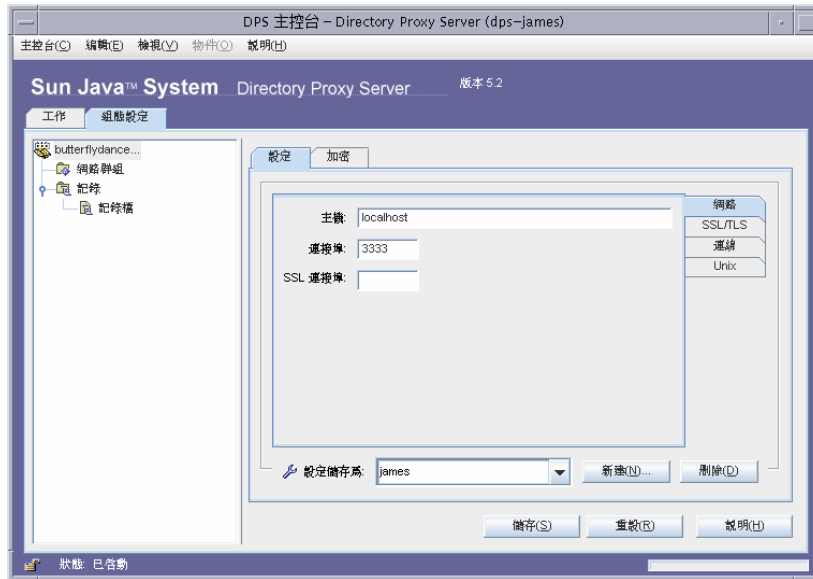 DPS 主控台 – Directory Proxy Server (dps-james)
主控台(C) 編輯(E) 檢視(V) 物件(O) 說明(H)
Sun Java™ System Directory Proxy Server 版本 5.2
工作 組態設定
butterflydance...
網路群組
記錄
記錄檔
設定 加密
主機: localhost
連接埠: 3333
SSL 連接埠:
網路
SSL/TLS
連線
Unix
設定儲存為: james
新建(N)... 刪除(D)
儲存(S) 重設(R) 說明(H)
狀態: 已啓動